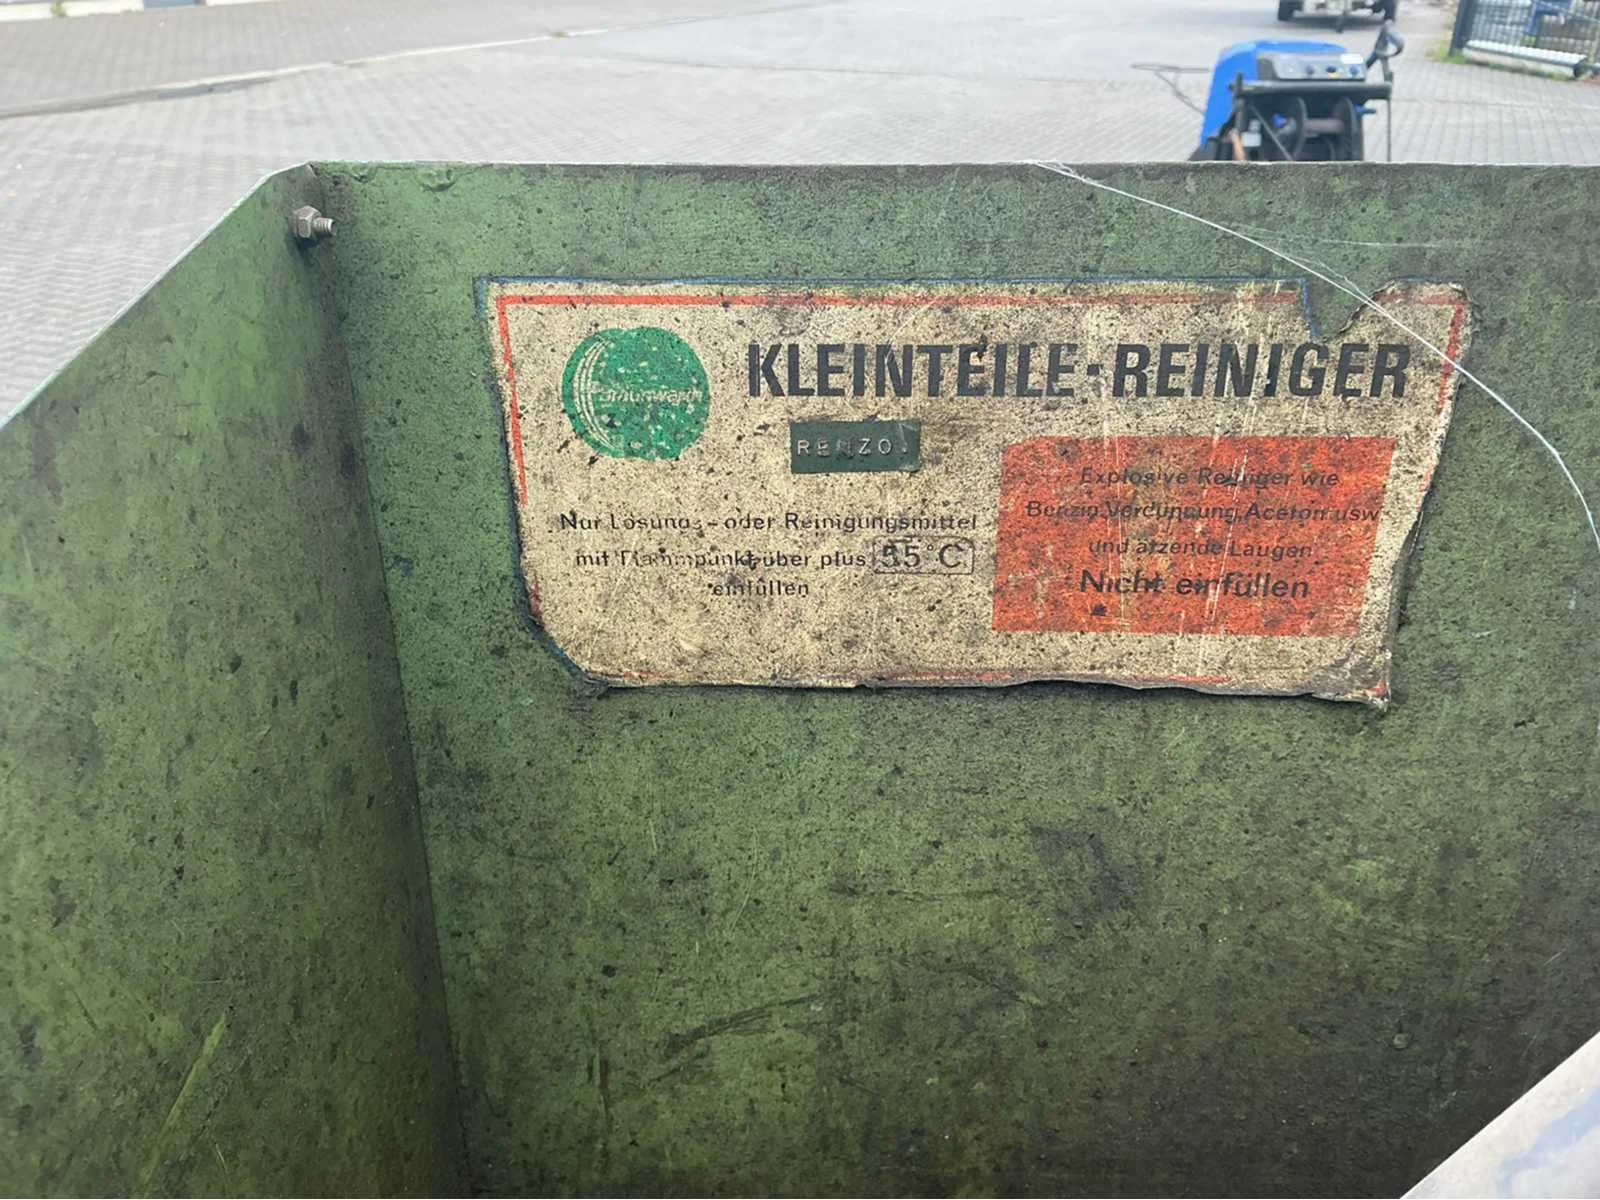 Braunwarth
KLEINTEILE-REINIGER
RENZO.
Nur Lösungs- oder Reinigungsmittel
mit Flammpunkt über plus 55°C
einfüllen
Explosive Reiniger wie
Benzin, Verdünnung, Aceton usw.
und ätzende Laugen
Nicht einfüllen